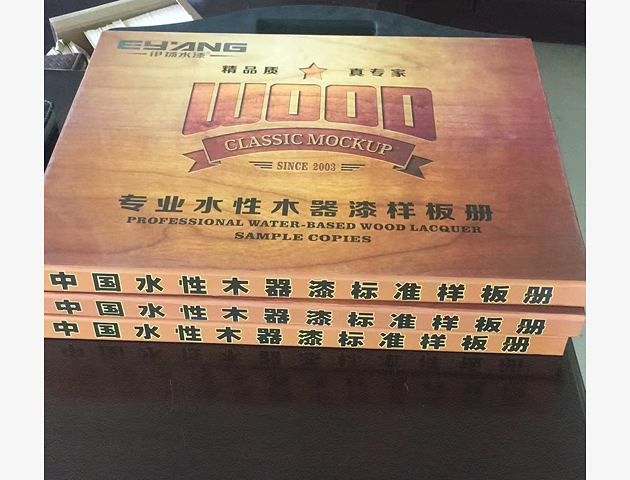 EYANG
中扬水漆
精品质 真专家
WOOD
CLASSIC MOCKUP
SINCE 2003
专业水性木器漆样板册
PROFESSIONAL WATER-BASED WOOD LACQUER
SAMPLE COPIES
中国水性木器漆标准样板册
中国水性木器漆标准样板册
中国水性木器漆标准样板册